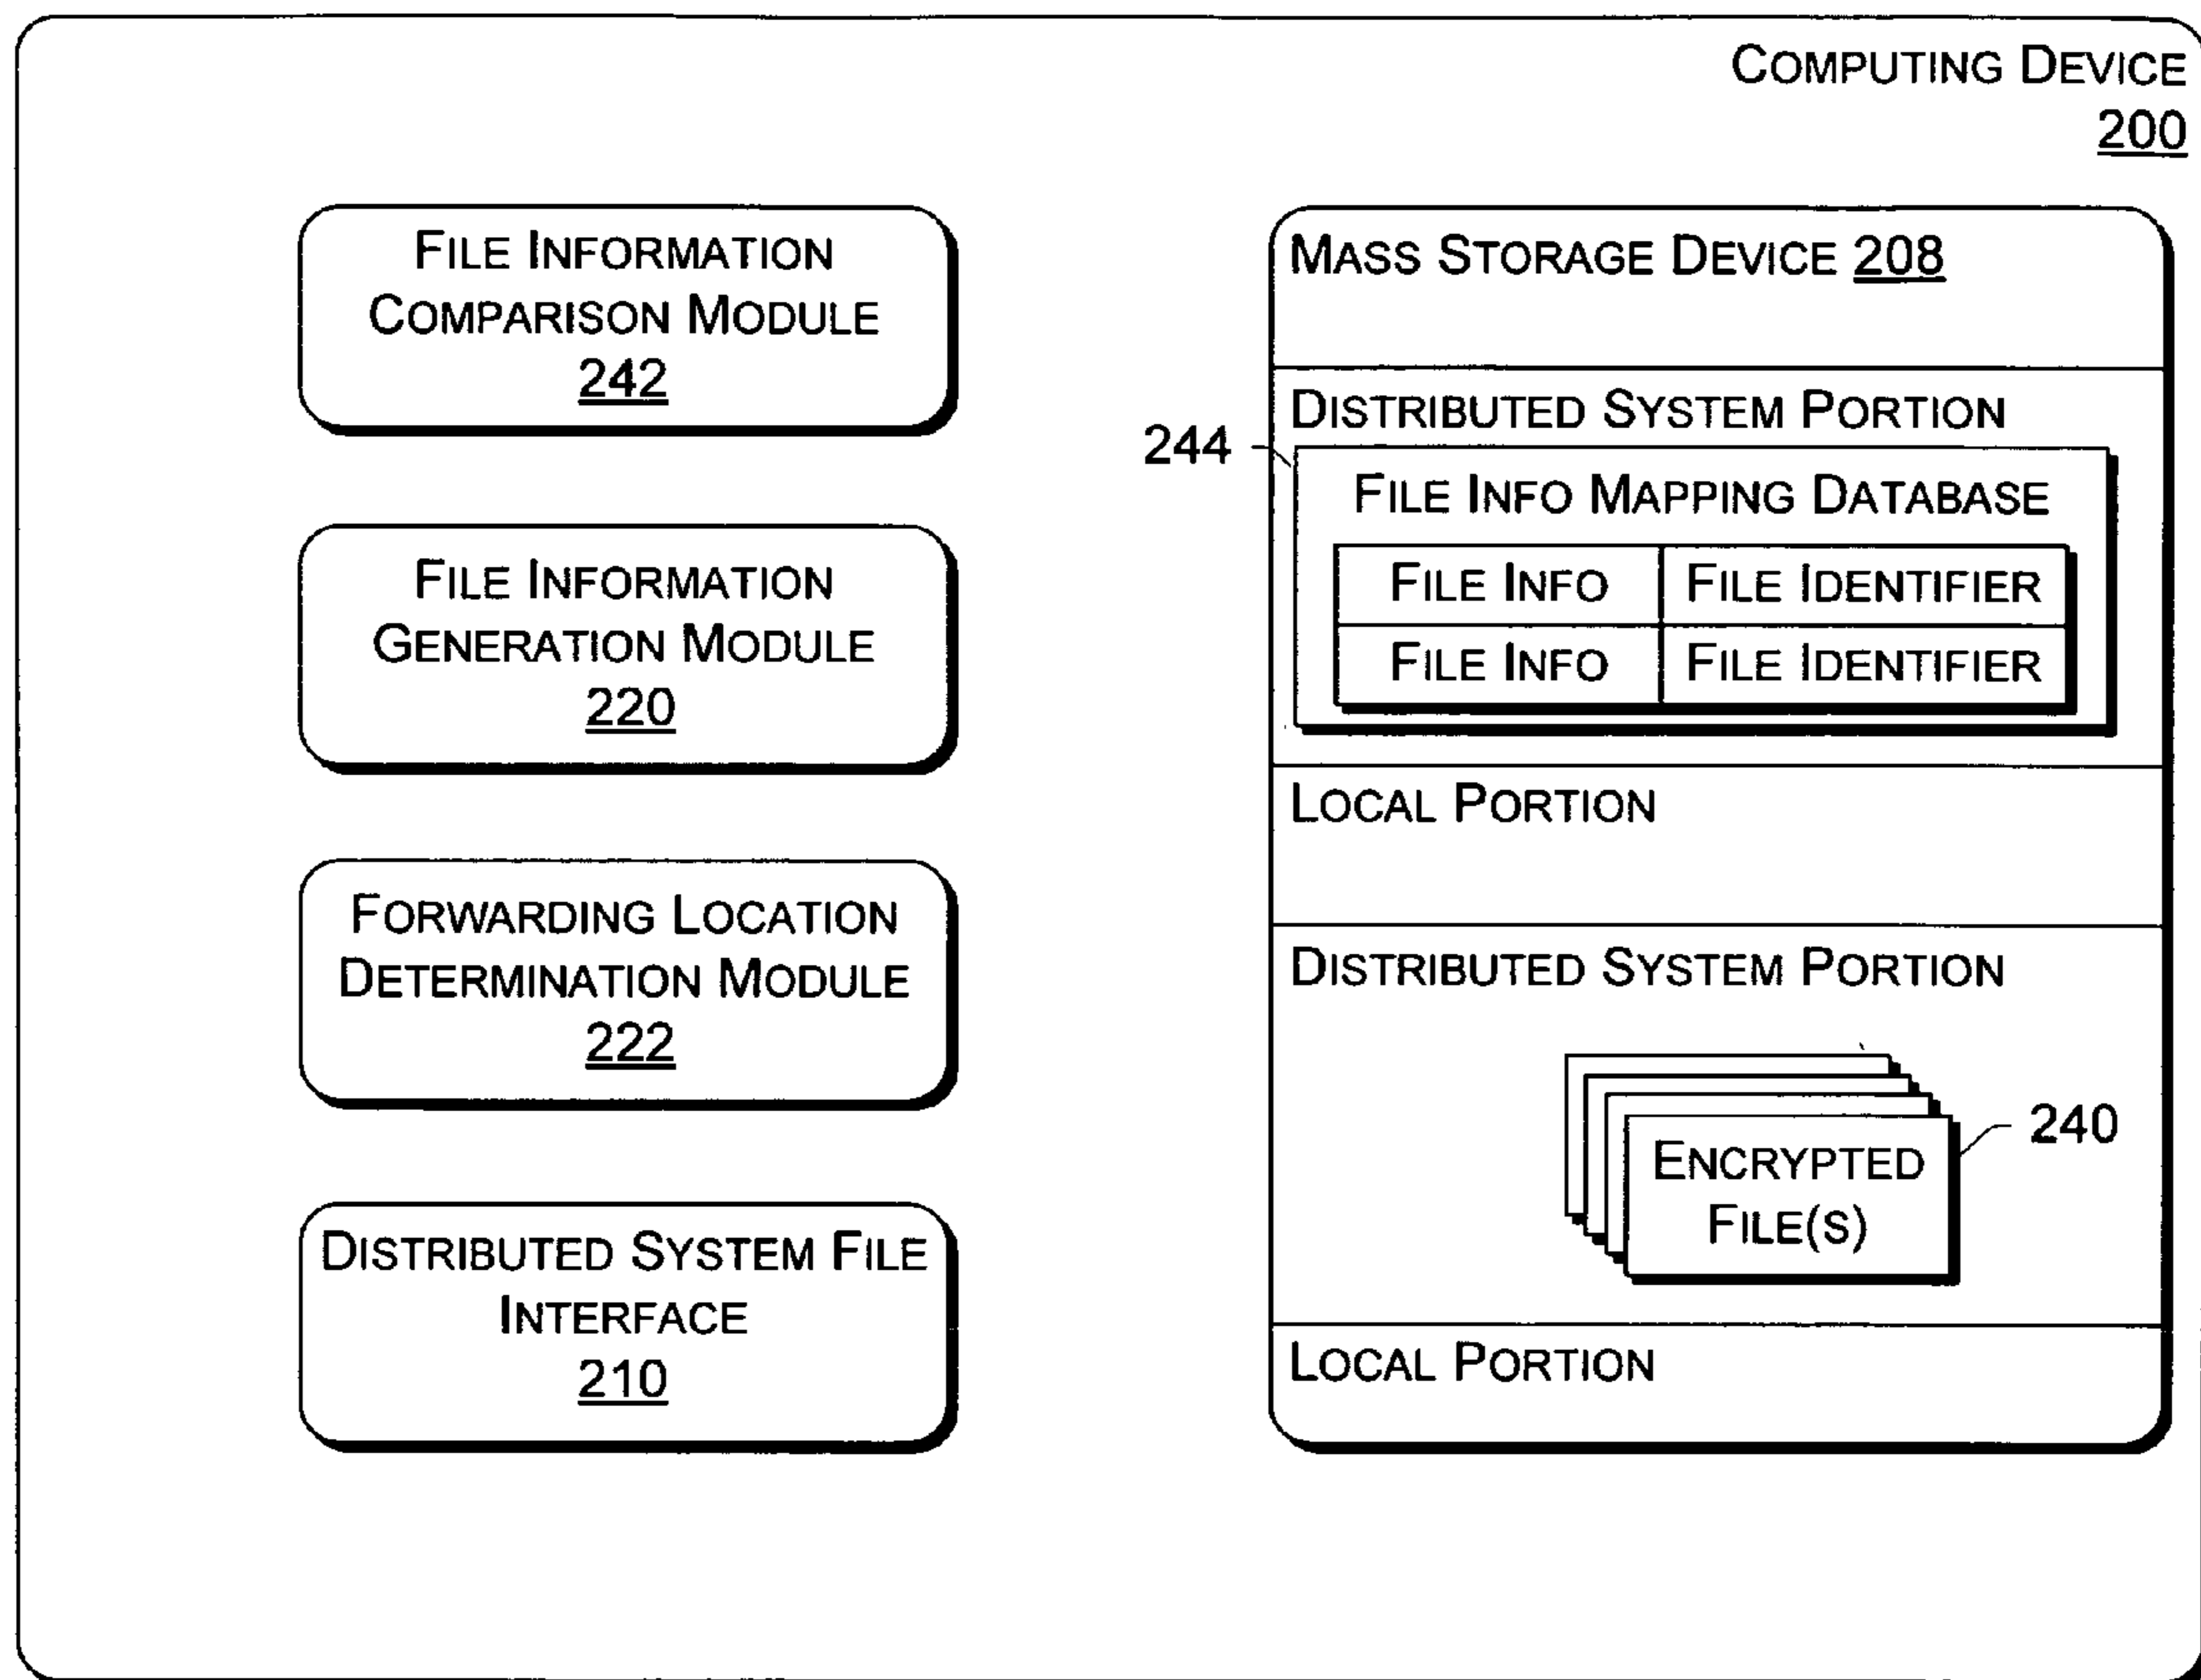 COMPUTING DEVICE
200
FILE INFORMATION
COMPARISON MODULE
242
FILE INFORMATION
GENERATION MODULE
220
FORWARDING LOCATION
DETERMINATION MODULE
222
DISTRIBUTED SYSTEM FILE
INTERFACE
210
MASS STORAGE DEVICE 208
DISTRIBUTED SYSTEM PORTION
244
FILE INFO MAPPING DATABASE
FILE INFO FILE IDENTIFIER
FILE INFO FILE IDENTIFIER
LOCAL PORTION
DISTRIBUTED SYSTEM PORTION
240
ENCRYPTED
FILE(S)
LOCAL PORTION